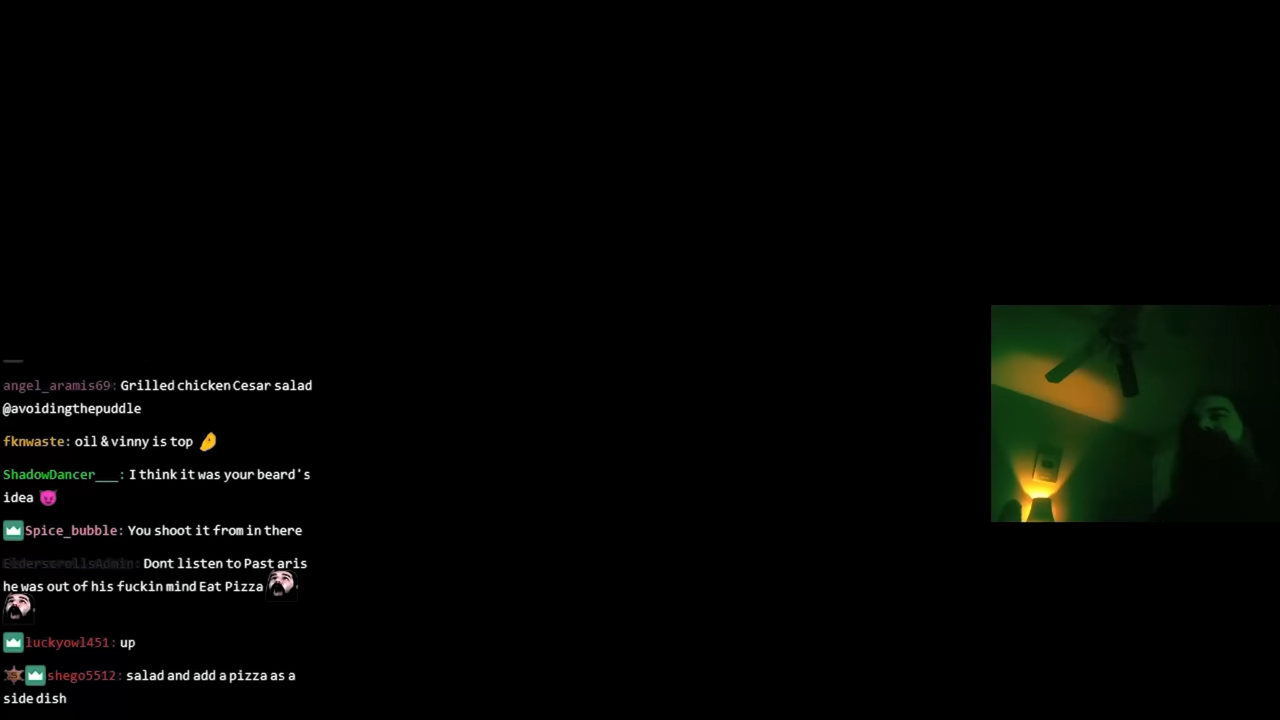 angel_aramis69: Grilled chicken Cesar salad
@avoidingthepuddle
fknwaste: oil & vinny is top
ShadowDancer___: I think it was your beard's
idea
Spice_bubble: You shoot it from in there
ElderscrollsAdmin: Dont listen to Past aris
he was out of his fuckin mind Eat Pizza
luckyowl451: up
shego5512: salad and add a pizza as a
side dish